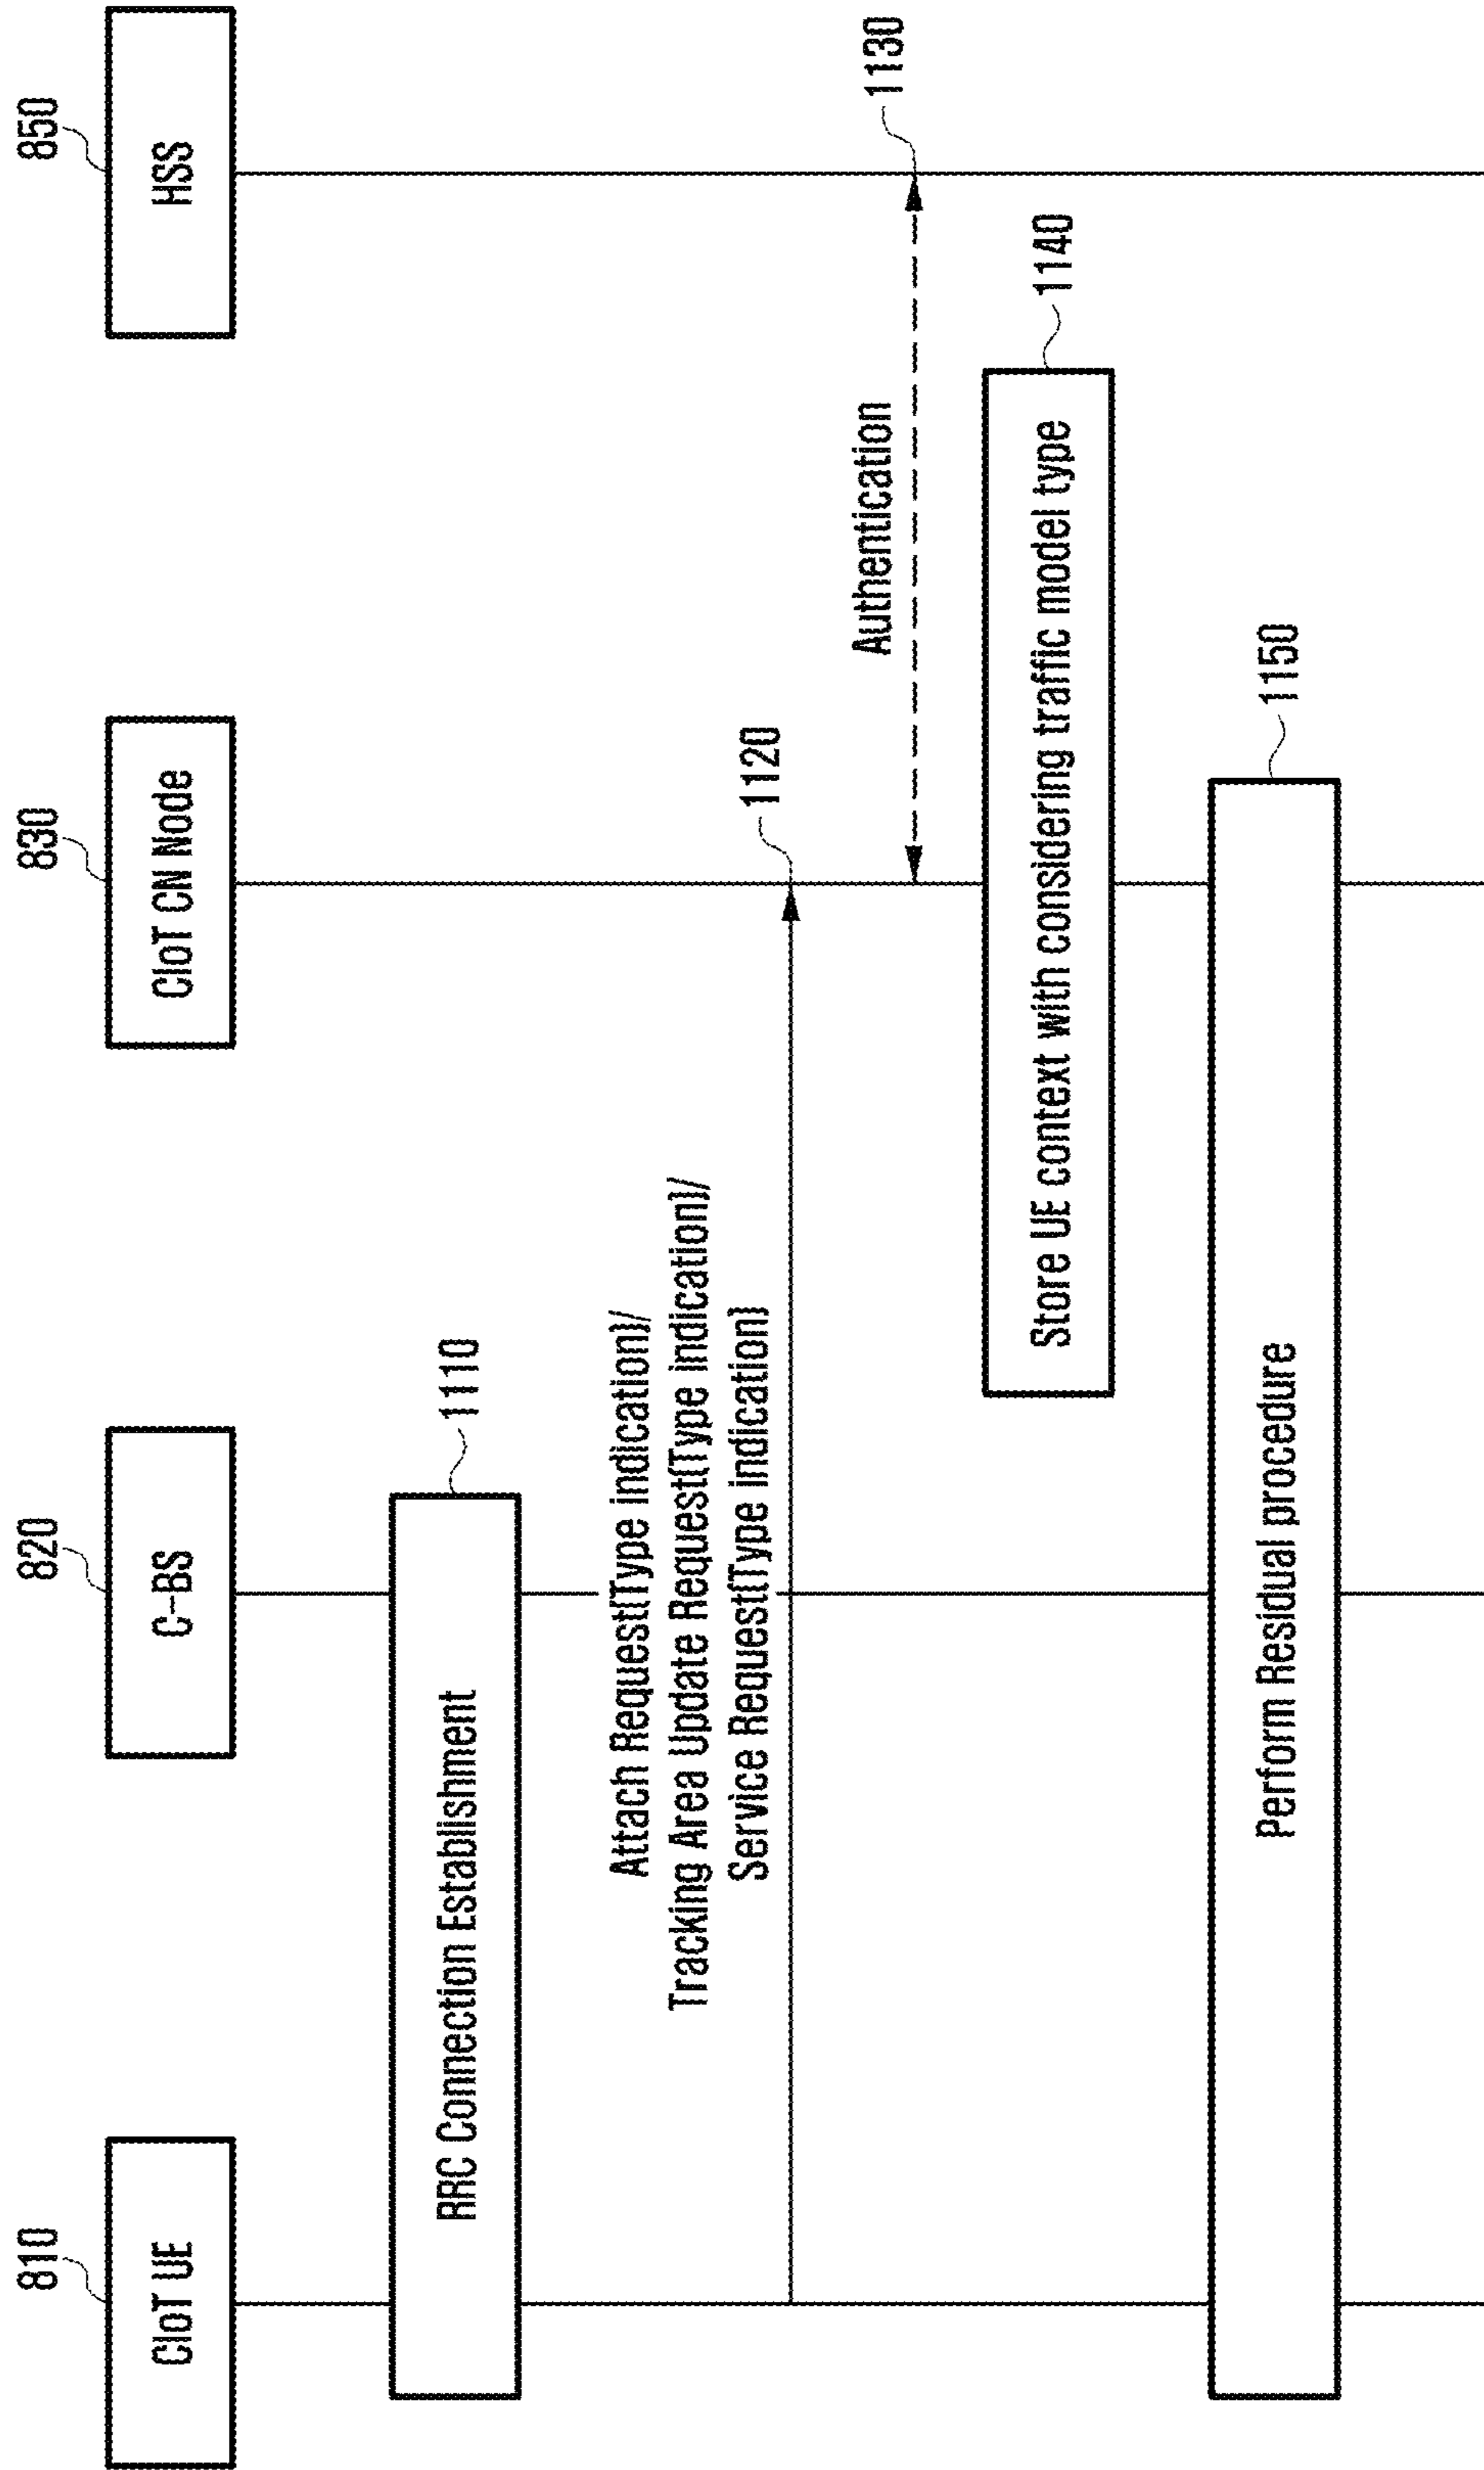 810
820
830
850
CIoT UE
C-BS
CIoT CN Node
HSS
1110
RRC Connection Establishment
Attach Request(Type indication)/
Tracking Area Update Request(Type indication)/
Service Request(Type indication)
1120
Authentication
1130
1140
Store UE context with considering traffic model type
1150
Perform Residual procedure